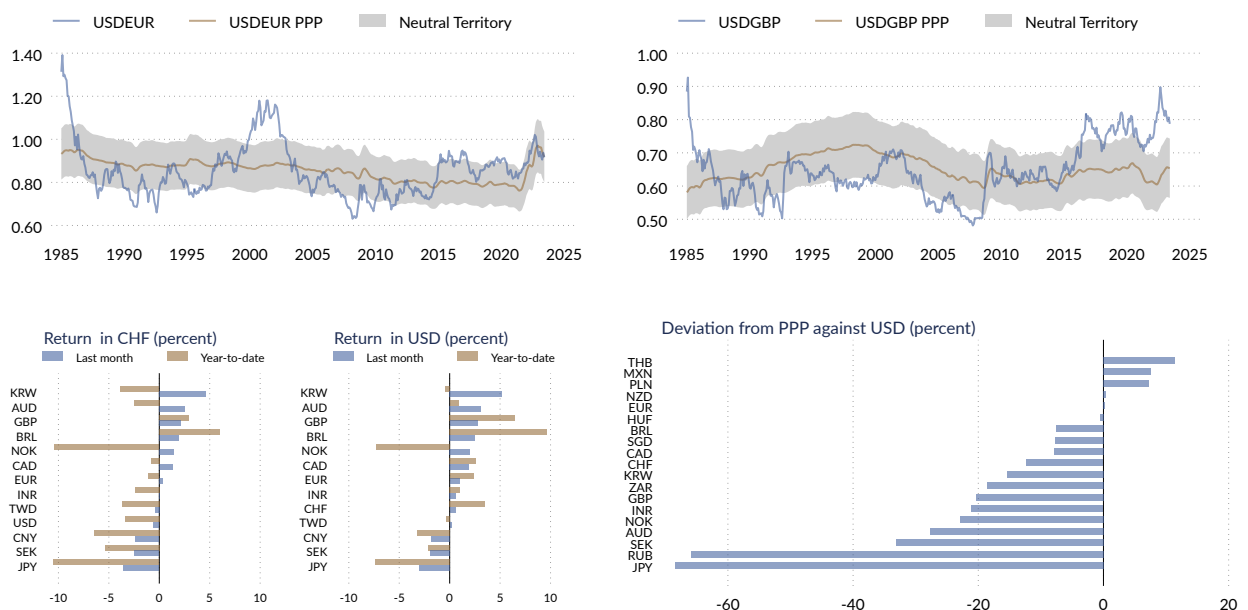 USDEUR USDEUR PPP Neutral Territory
1.40
1.20
1.00
0.80
0.60
1985 1990 1995 2000 2005 2010 2015 2020 2025
USDGBP USDGBP PPP Neutral Territory
1.00
0.90
0.80
0.70
0.60
0.50
1985 1990 1995 2000 2005 2010 2015 2020 2025
Return in CHF (percent)
Last month Year-to-date
KRW
AUD
GBP
BRL
NOK
CAD
EUR
INR
TWD
USD
CNY
SEK
JPY
-10 -5 0 5 10
Return in USD (percent)
Last month Year-to-date
KRW
AUD
GBP
BRL
NOK
CAD
EUR
INR
CHF
TWD
CNY
SEK
JPY
-10 -5 0 5 10
Deviation from PPP against USD (percent)
THB
MXN
PLN
NZD
EUR
HUF
BRL
SGD
CAD
CHF
KRW
ZAR
GBP
INR
NOK
AUD
SEK
RUB
JPY
-60 -40 -20 0 20